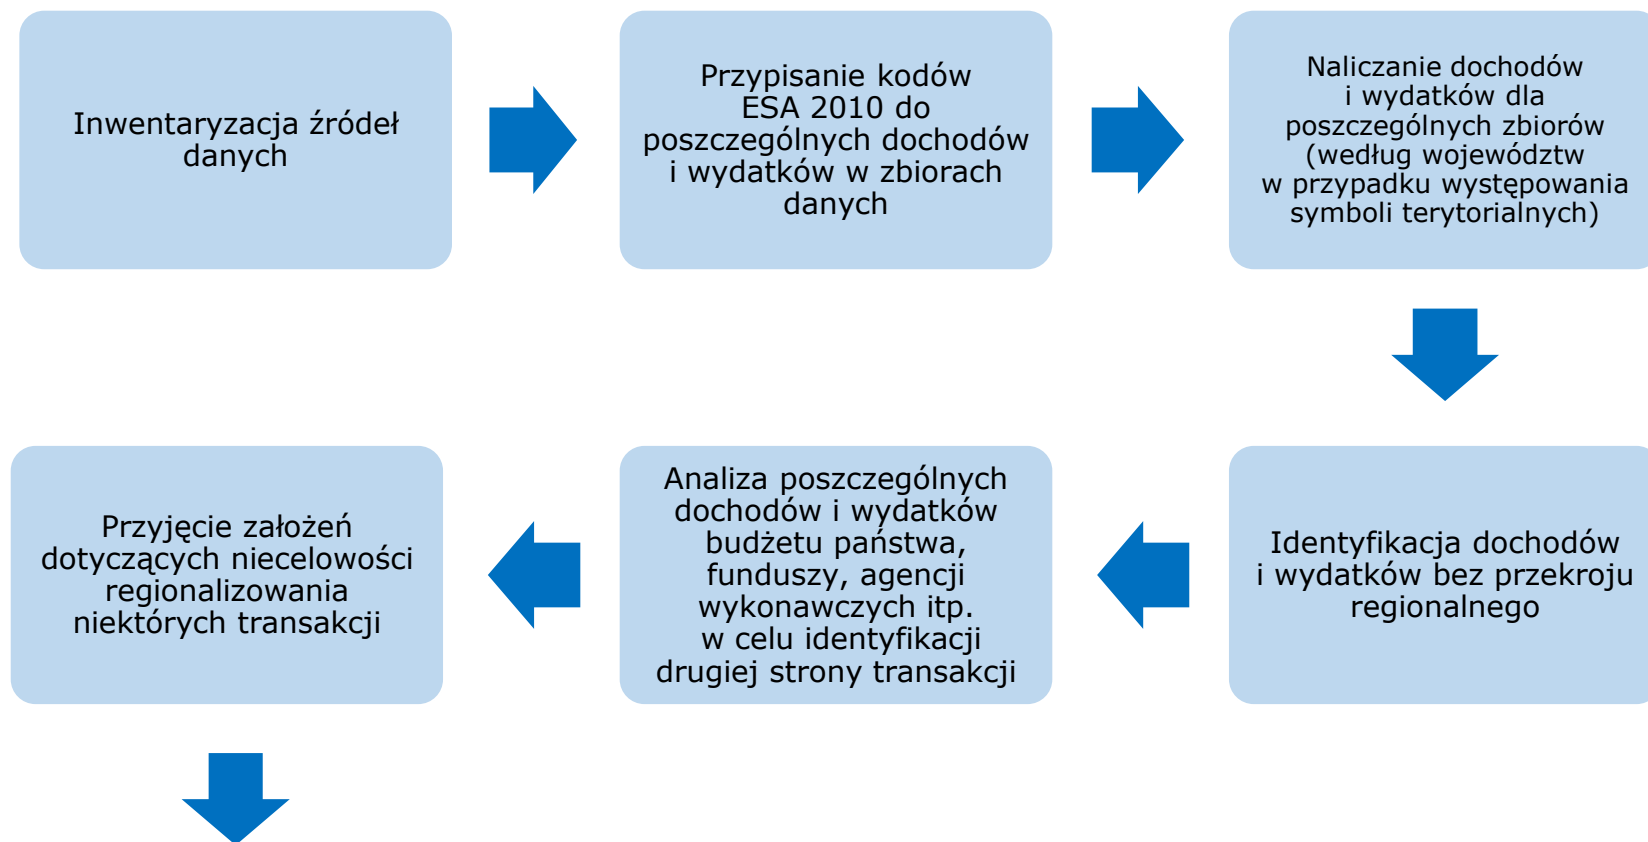 Inwentaryzacja źródeł
danych
Przypisanie kodów
ESA 2010 do
poszczególnych dochodów
i wydatków w zbiorach
danych
Naliczanie dochodów
i wydatków dla
poszczególnych zbiorów
(według województw
w przypadku występowania
symboli terytorialnych)
Identyfikacja dochodów
i wydatków bez przekroju
regionalnego
Analiza poszczególnych
dochodów i wydatków
budżetu państwa,
funduszy, agencji
wykonawczych itp.
w celu identyfikacji
drugiej strony transakcji
Przyjęcie założeń
dotyczących niecelowości
regionalizowania
niektórych transakcji